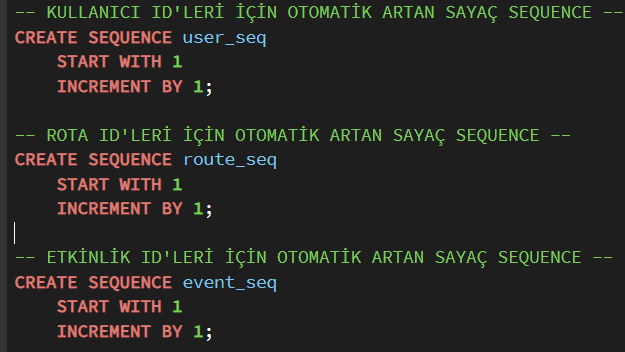 -- KULLANICI ID'LERİ İÇİN OTOMATİK ARTAN SAYAÇ SEQUENCE --
CREATE SEQUENCE user_seq
    START WITH 1
    INCREMENT BY 1;

-- ROTA ID'LERİ İÇİN OTOMATİK ARTAN SAYAÇ SEQUENCE --
CREATE SEQUENCE route_seq
    START WITH 1
    INCREMENT BY 1;

-- ETKİNLİK ID'LERİ İÇİN OTOMATİK ARTAN SAYAÇ SEQUENCE --
CREATE SEQUENCE event_seq
    START WITH 1
    INCREMENT BY 1;